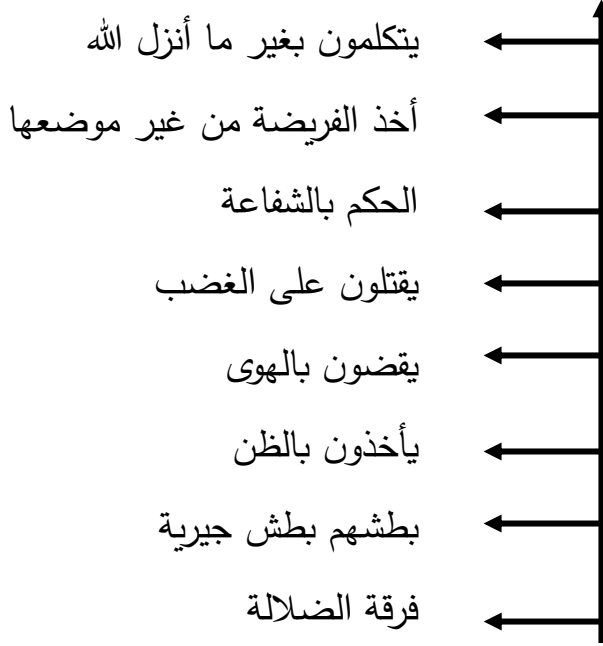 يتكلمون بغير ما أنزل الله
أخذ الفريضة من غير موضعها
الحكم بالشفاعة
يقتلون على الغضب
يقضون بالهوى
يأخذون بالظن
بطشهم بطش جيرية
فرقة الضلالة